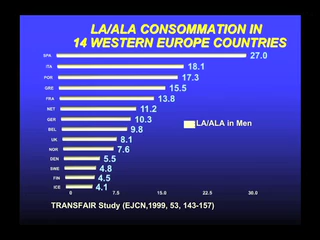 LA/ALA CONSOMMATION IN
14 WESTERN EUROPE COUNTRIES
SPA 27.0
ITA 18.1
POR 17.3
GRE 15.5
FRA 13.8
NET 11.2
GER 10.3
BEL 9.8
UK 8.1
NOR 7.6
DEN 5.5
SWE 4.8
FIN 4.5
ICE 4.1
LA/ALA in Men
0 7.5 15.0 22.5 30.0
TRANSFAIR Study (EJCN,1999, 53, 143-157)